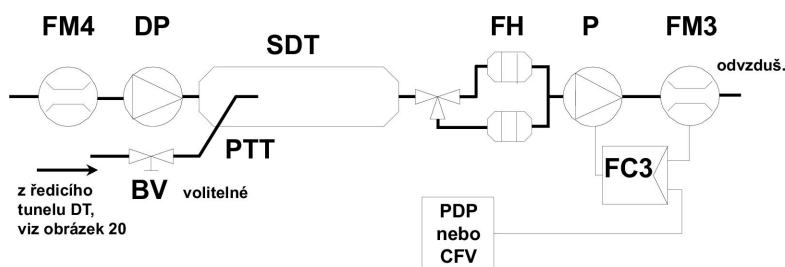 FM4
DP
SDT
FH
P
FM3
odvzduš.
PTT
FC3
BV
volitelné
z ředicího
tunelu DT,
viz obrázek 20
PDP
nebo
CFV